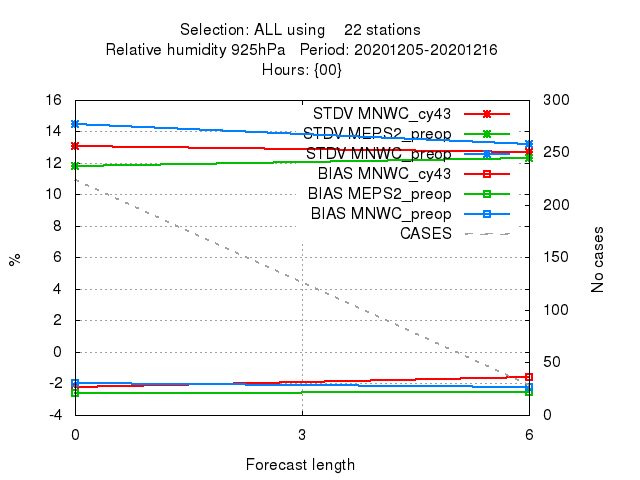 Selection: ALL using 22 stations
Relative humidity 925hPa Period: 20201205-20201216
Hours: {00}
16
14
12
10
8
6
4
2
0
-2
-4
%
STDV MNWC_cy43
STDV MEPS2_preop
STDV MNWC_preop
BIAS MNWC_cy43
BIAS MEPS2_preop
BIAS MNWC_preop
CASES
300
250
200
150
100
50
0
No cases
0 3 6
Forecast length